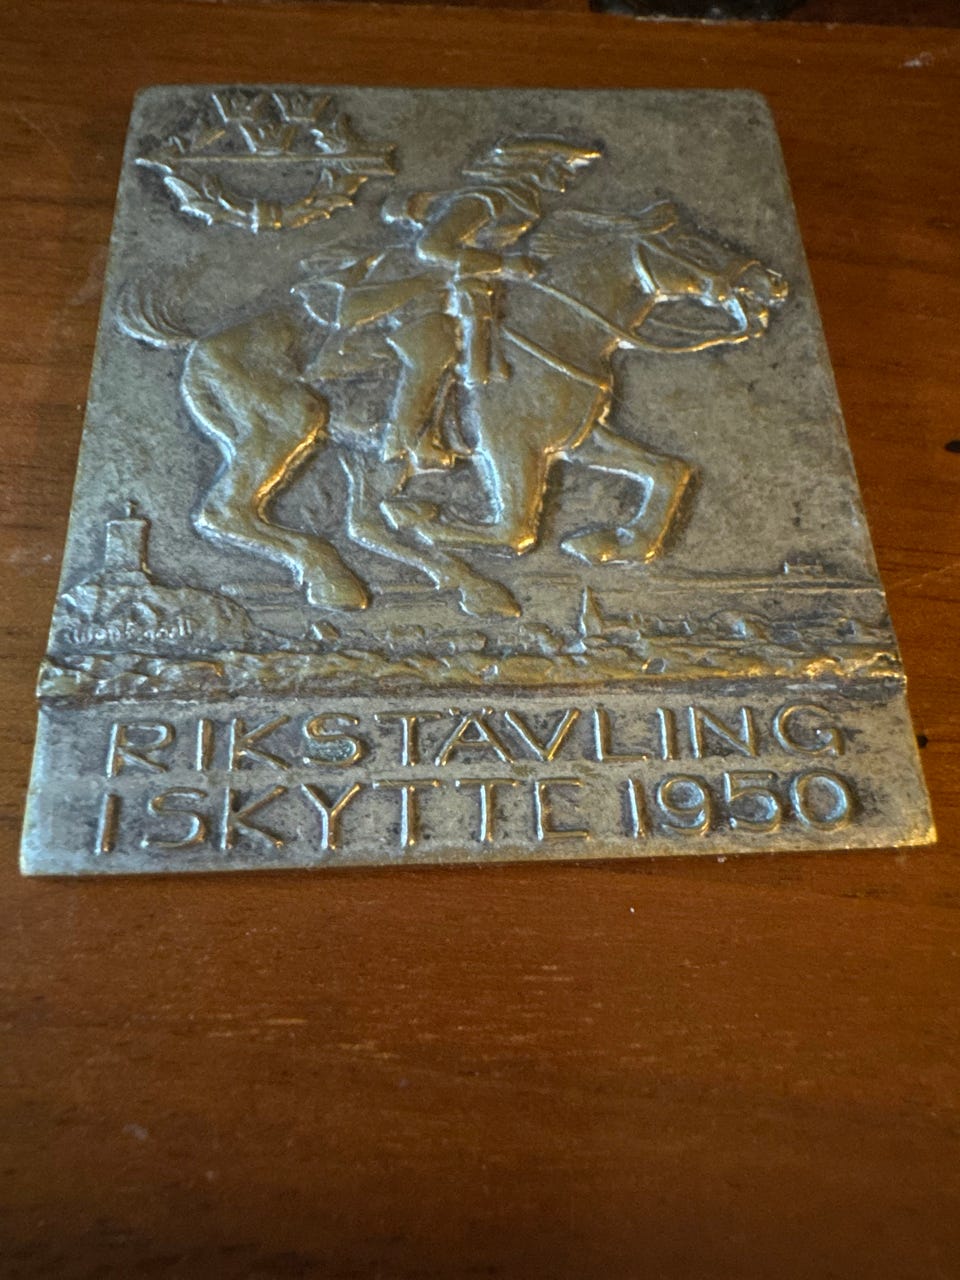 RIKSTÄVLING
I SKYTTE 1950